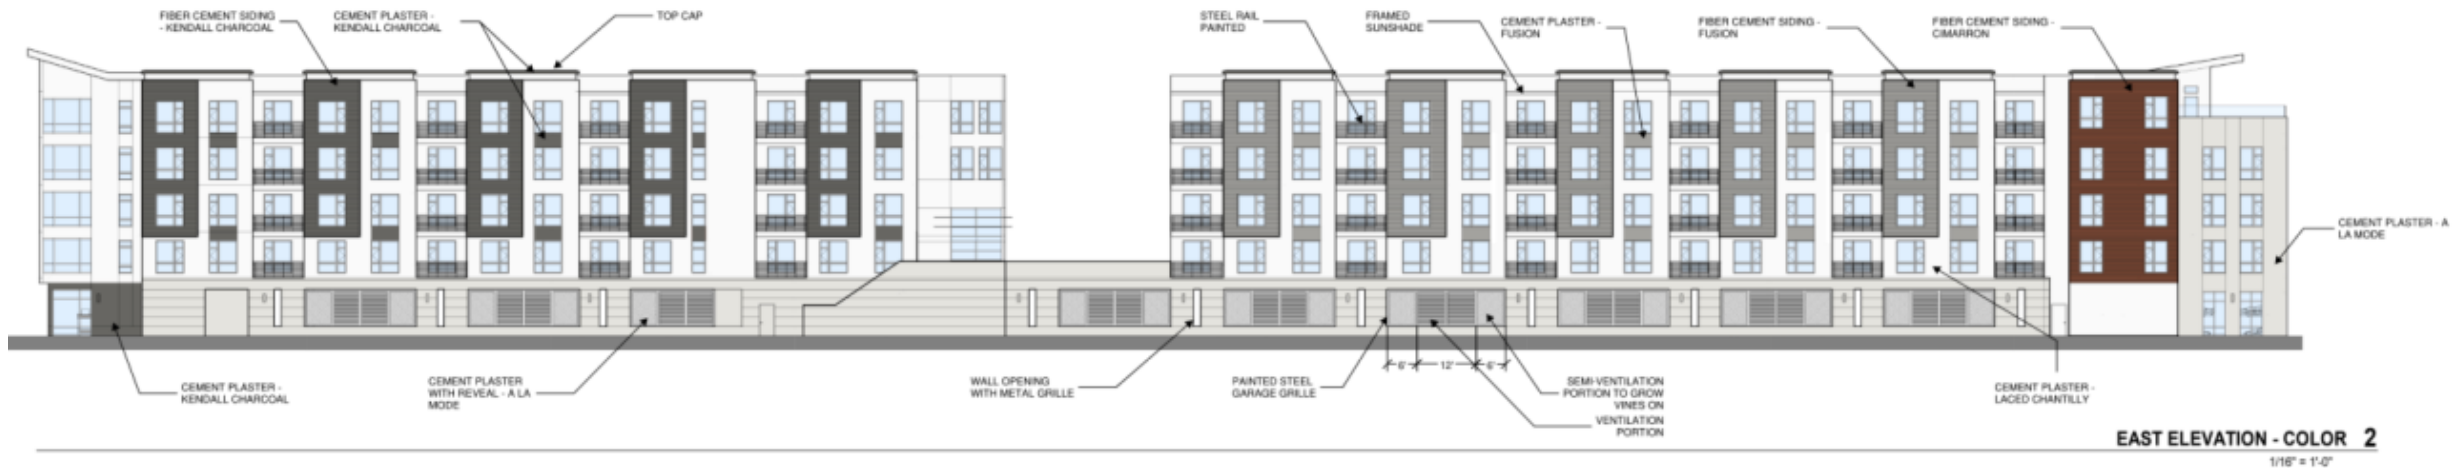 FIBER CEMENT SIDING
- KENDALL CHARCOAL
CEMENT PLASTER -
KENDALL CHARCOAL
TOP CAP
STEEL RAIL
PAINTED
FRAMED
SUNSHADE
CEMENT PLASTER -
FUSION
FIBER CEMENT SIDING -
FUSION
FIBER CEMENT SIDING -
CIMARRON
CEMENT PLASTER - A
LA MODE
6'
12'
6'
CEMENT PLASTER -
KENDALL CHARCOAL
CEMENT PLASTER
WITH REVEAL - A LA
MODE
WALL OPENING
WITH METAL GRILLE
PAINTED STEEL
GARAGE GRILLE
SEMI-VENTILATION
PORTION TO GROW
VINES ON
VENTILATION
PORTION
CEMENT PLASTER -
LACED CHANTILLY
EAST ELEVATION - COLOR 2
1/16" = 1'-0"